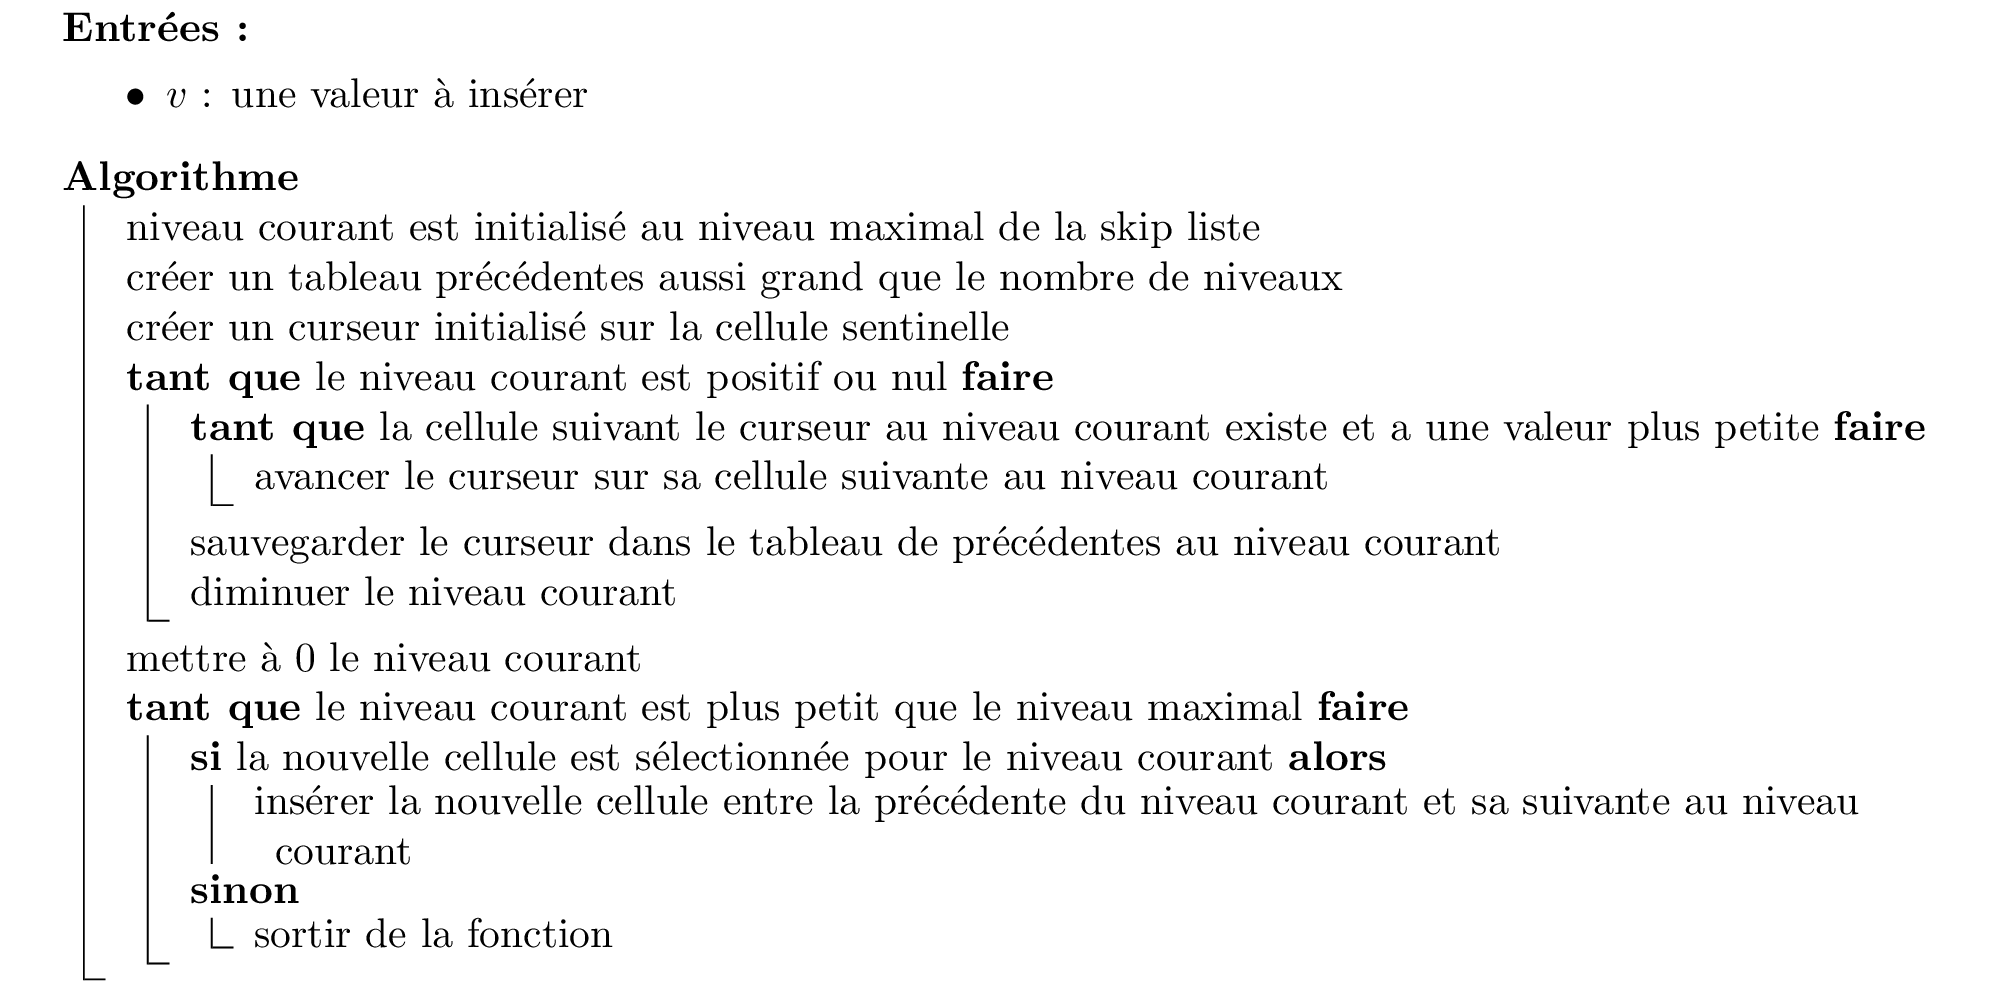 Entrées :
• v : une valeur à insérer
Algorithme
niveau courant est initialisé au niveau maximal de la skip liste
créer un tableau précédentes aussi grand que le nombre de niveaux
créer un curseur initialisé sur la cellule sentinelle
tant que le niveau courant est positif ou nul faire
tant que la cellule suivant le curseur au niveau courant existe et a une valeur plus petite faire
avancer le curseur sur sa cellule suivante au niveau courant
sauvegarder le curseur dans le tableau de précédentes au niveau courant
diminuer le niveau courant
mettre à 0 le niveau courant
tant que le niveau courant est plus petit que le niveau maximal faire
si la nouvelle cellule est sélectionnée pour le niveau courant alors
insérer la nouvelle cellule entre la précédente du niveau courant et sa suivante au niveau
courant
sinon
sortir de la fonction